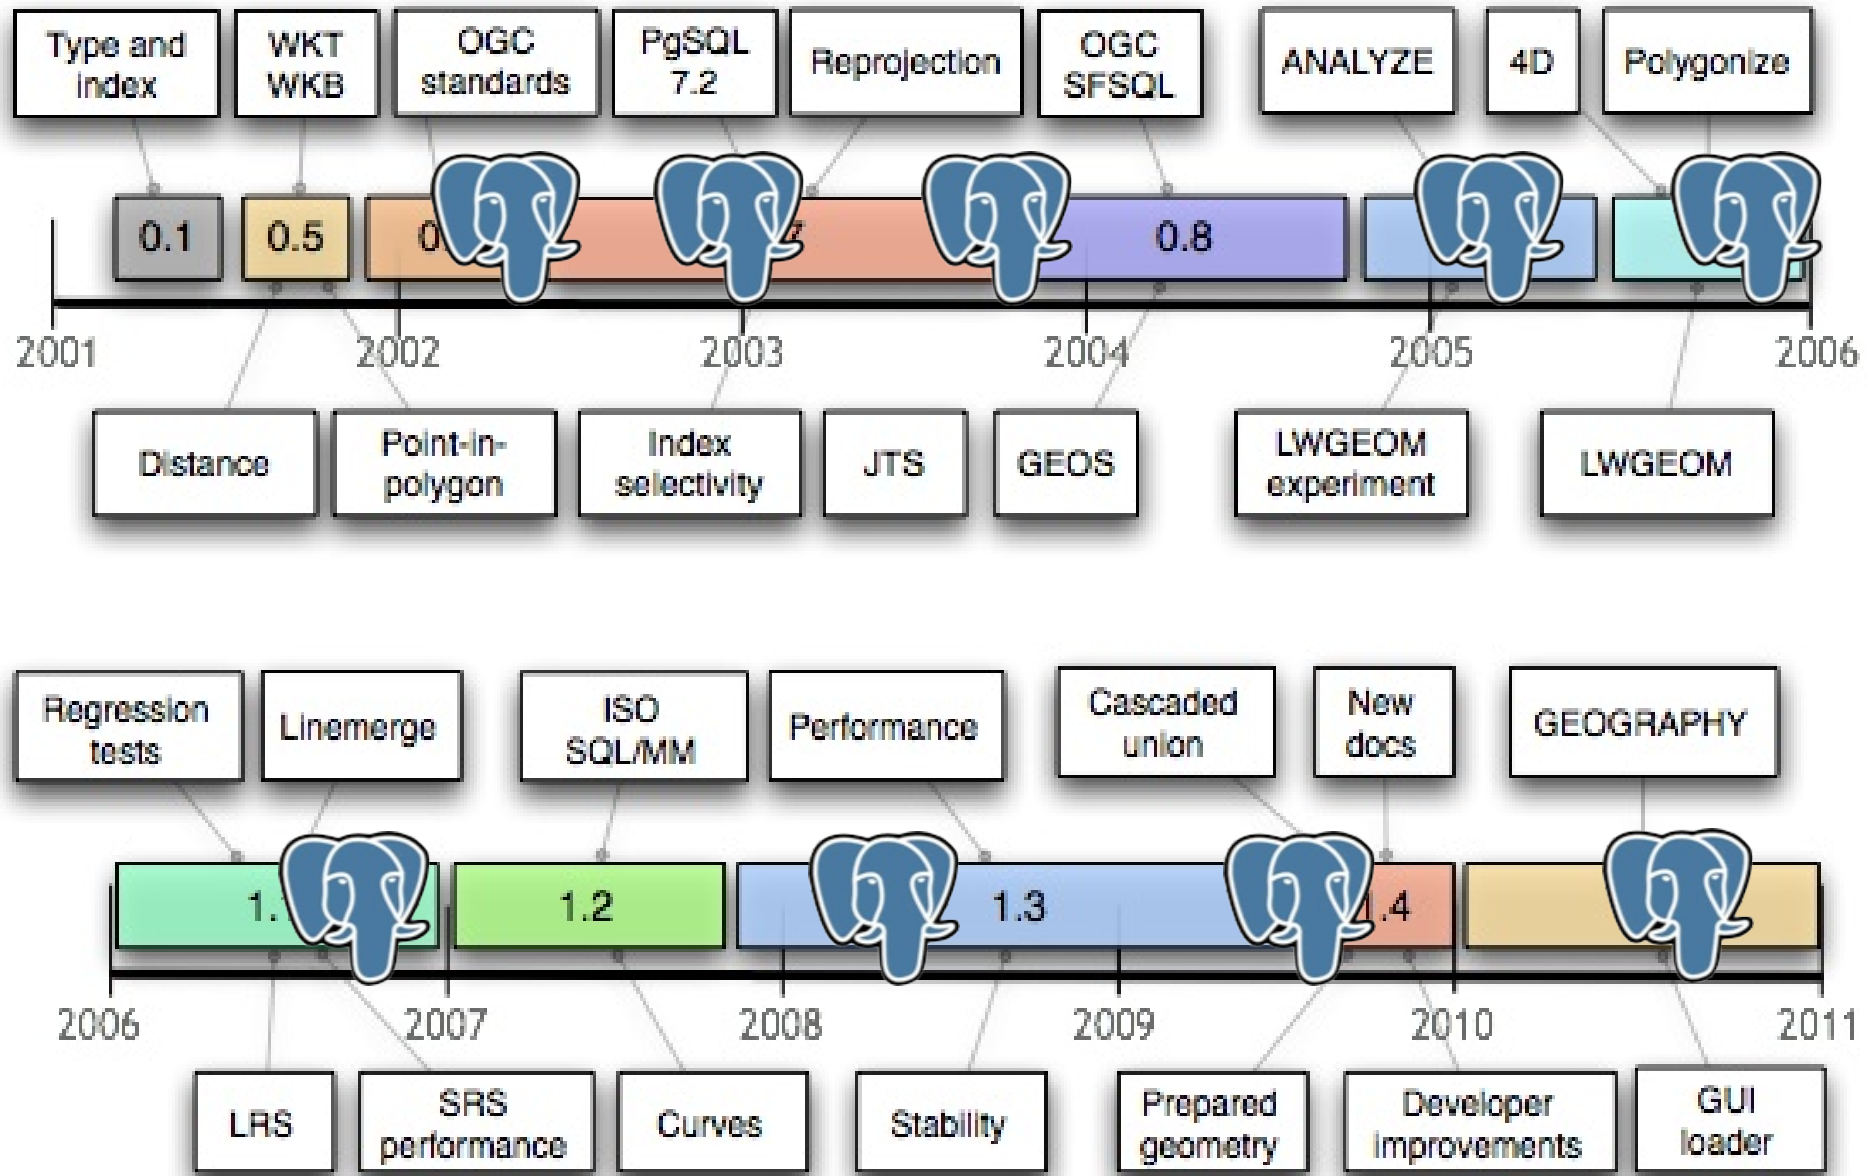 Type and
index
WKT
WKB
OGC
standards
PgSQL
7.2
Reprojection
OGC
SFSQL
ANALYZE
4D
Polygonize
0.1
0.5
0.8
2001
2002
2003
2004
2005
2006
Distance
Point-in-
polygon
Index
selectivity
JTS
GEOS
LWGEOM
experiment
LWGEOM
Regression
tests
Linemerge
ISO
SQL/MM
Performance
Cascaded
union
New
docs
GEOGRAPHY
1.2
1.3
2006
2007
2008
2009
2010
2011
LRS
SRS
performance
Curves
Stability
Prepared
geometry
Developer
improvements
GUI
loader